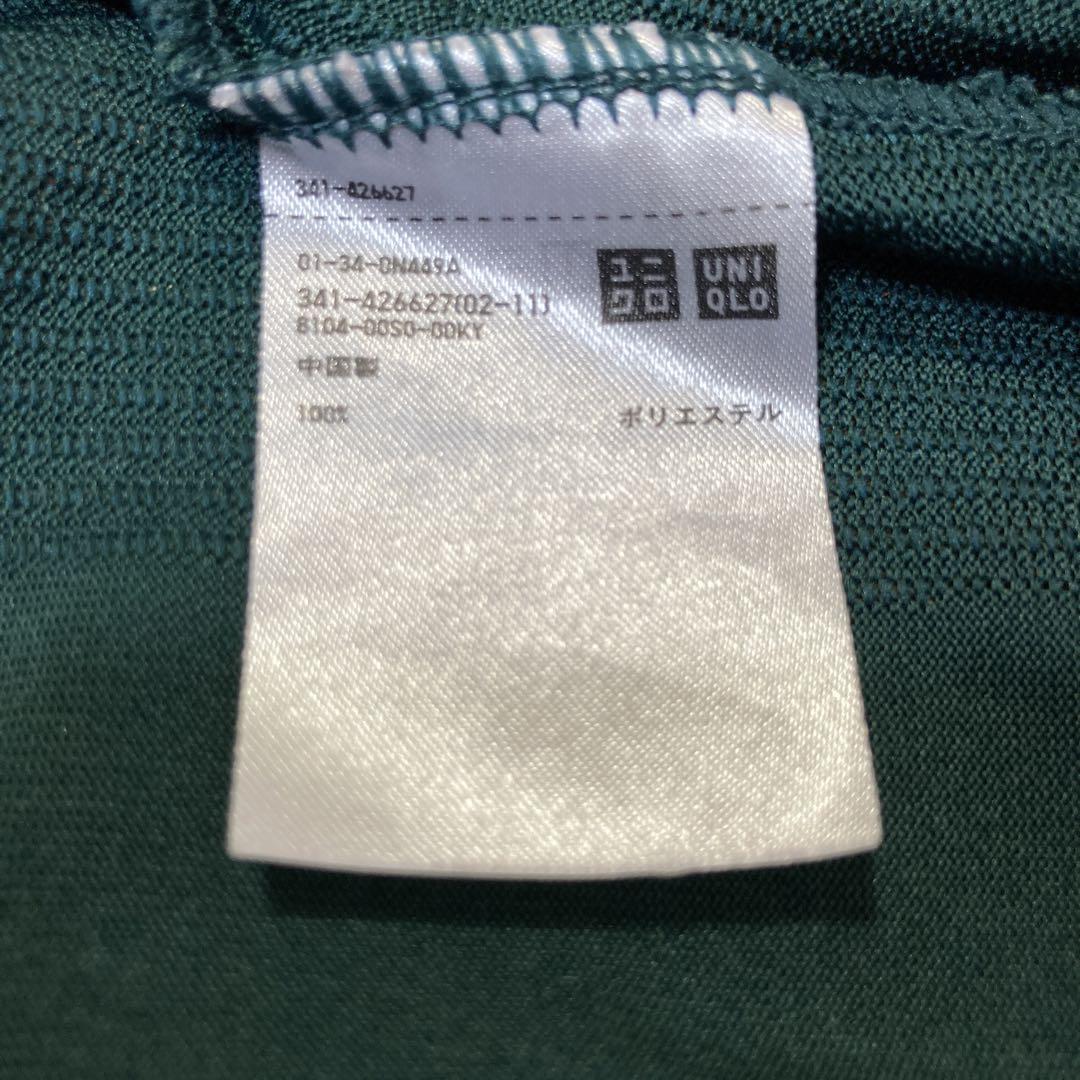 341-426627
01-34-0NA49A
341-426627(02-11)
8104-00S0-00KY
中国製
100% ポリエステル
ユニ
クロ
UNI
QLO